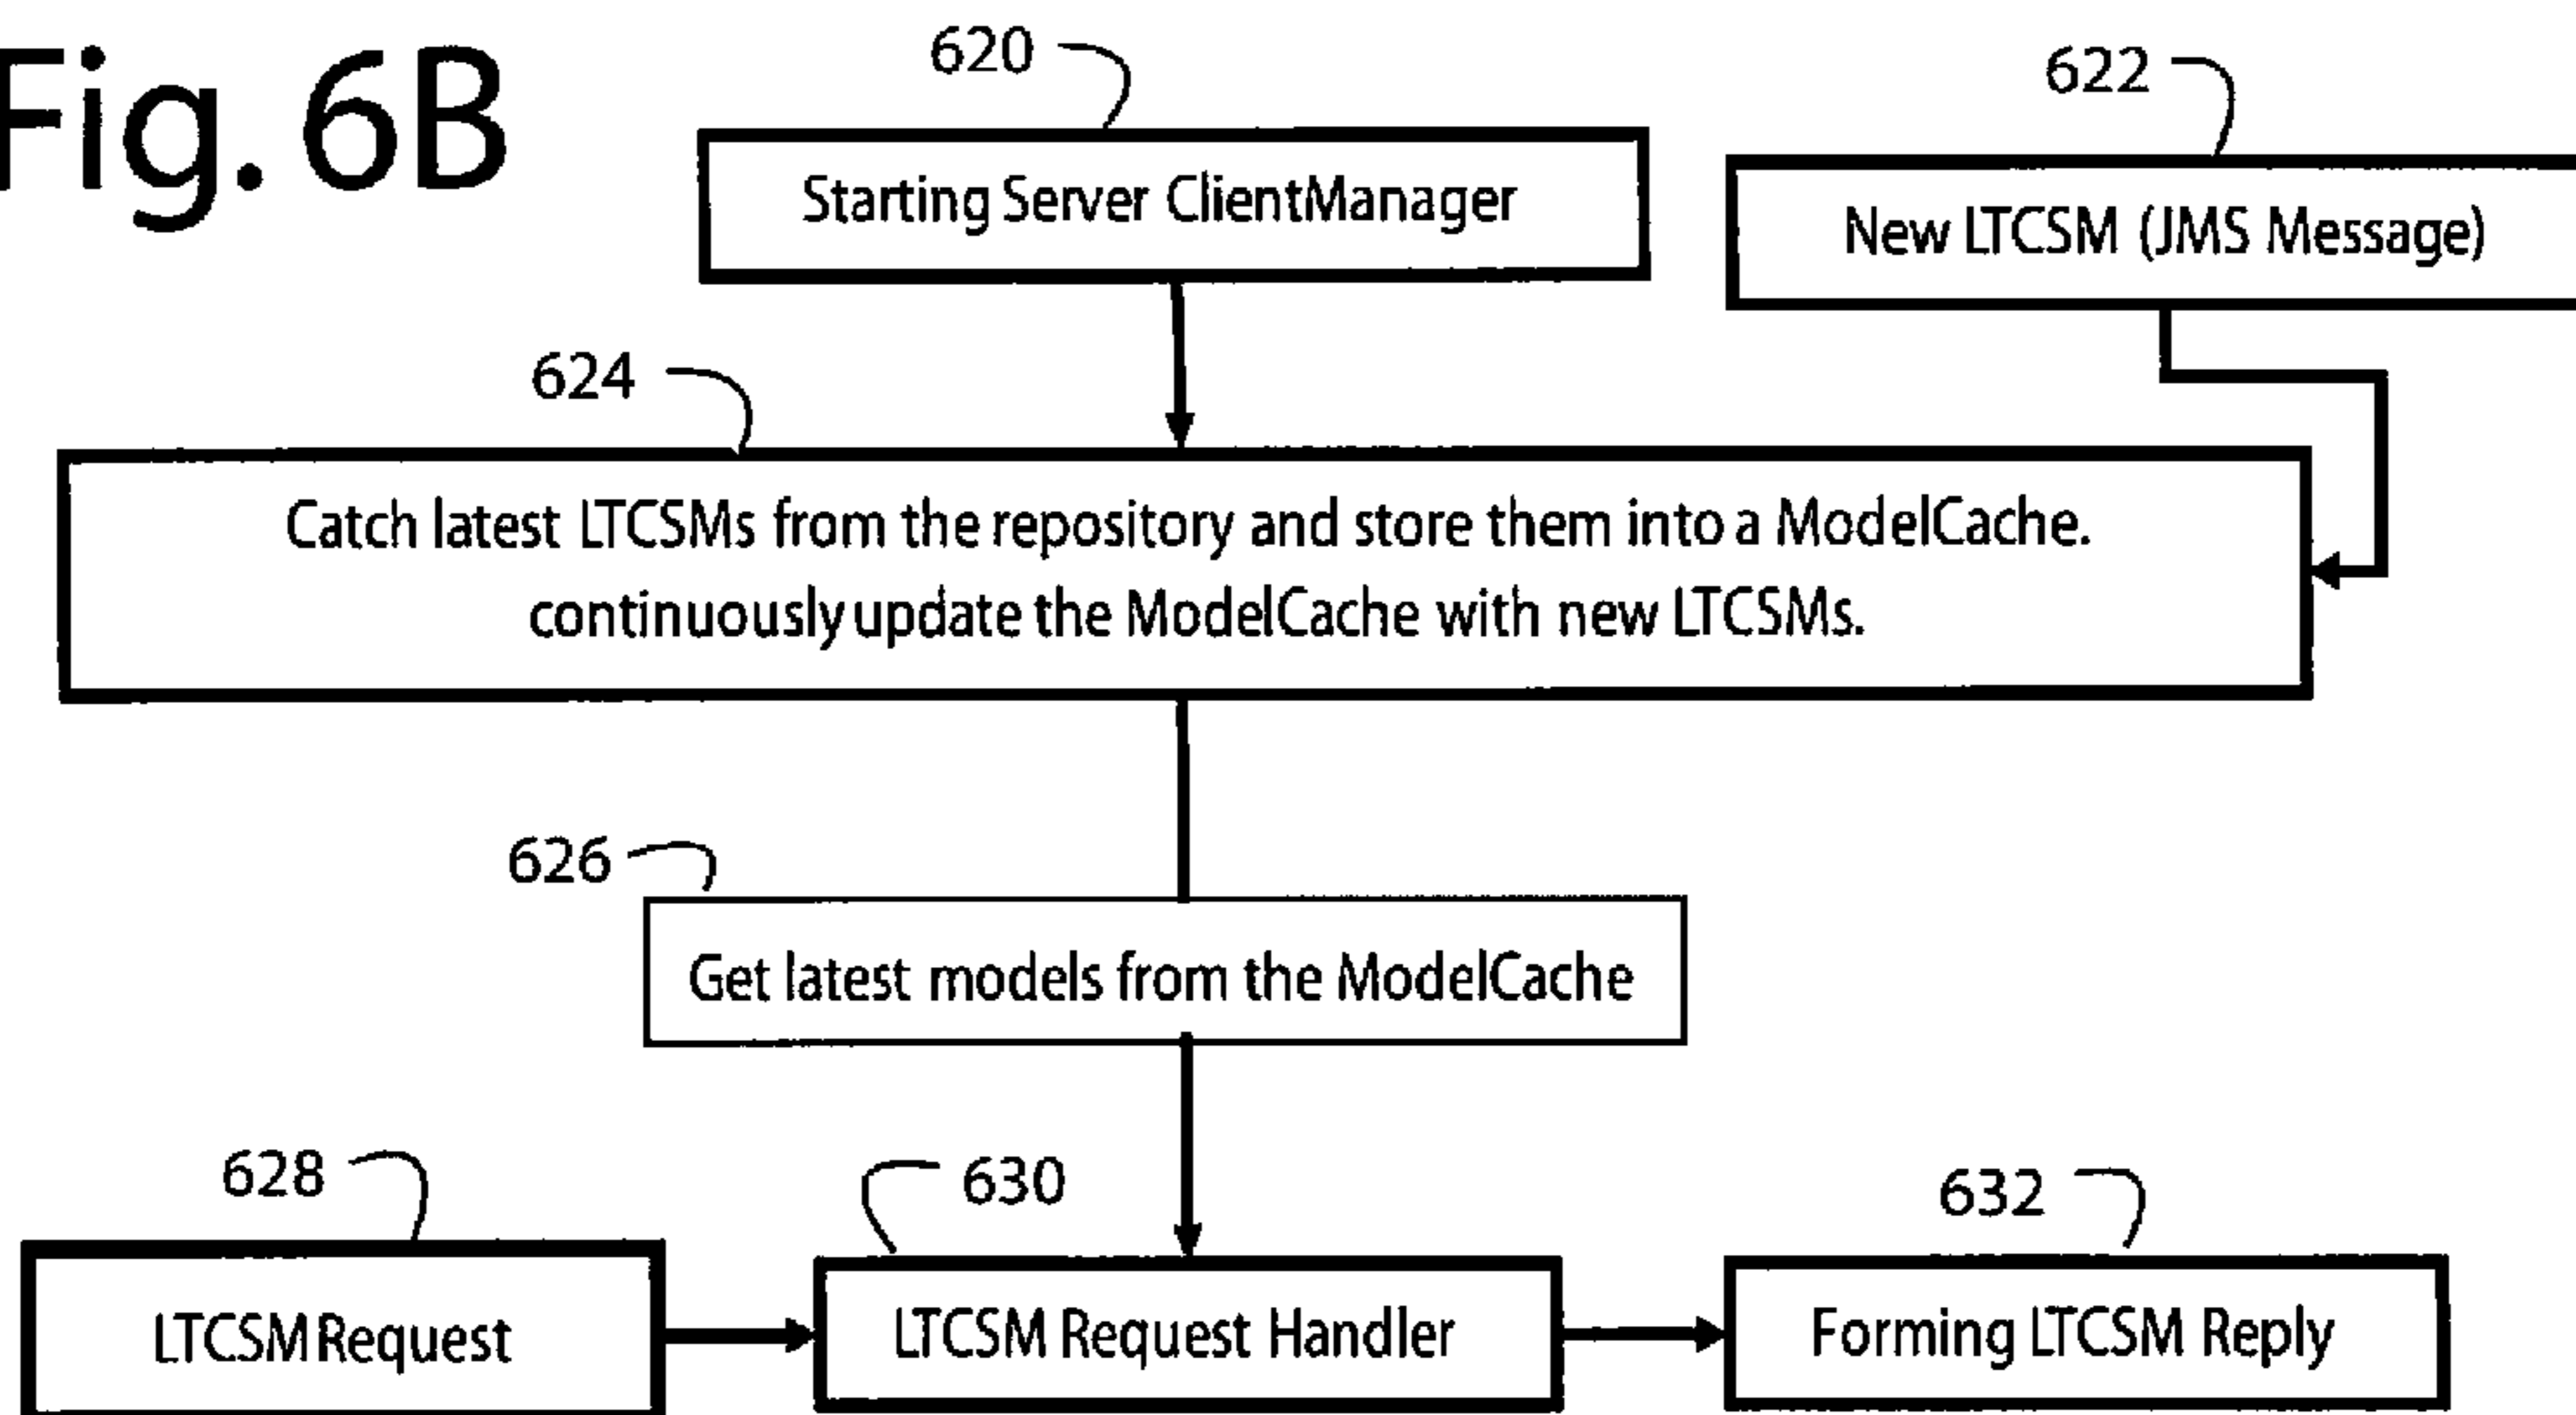 Fig. 6B
620
622
Starting Server ClientManager
New LTCSM (JMS Message)
624
Catch latest LTCSMs from the repository and store them into a ModelCache.
continuously update the ModelCache with new LTCSMs.
626
Get latest models from the ModelCache
628
630
632
LTCSM Request
LTCSM Request Handler
Forming LTCSM Reply